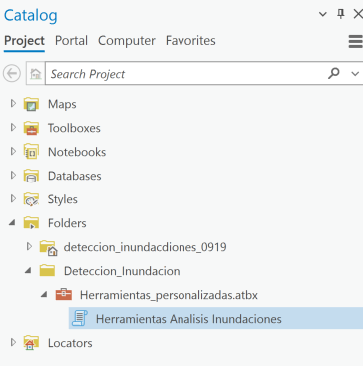 Catalog
Project Portal Computer Favorites
Search Project
Maps
Toolboxes
Notebooks
Databases
Styles
Folders
deteccion_inundacdiones_0919
Deteccion_Inundacion
Herramientas_personalizadas.atbx
Herramientas Analisis Inundaciones
Locators